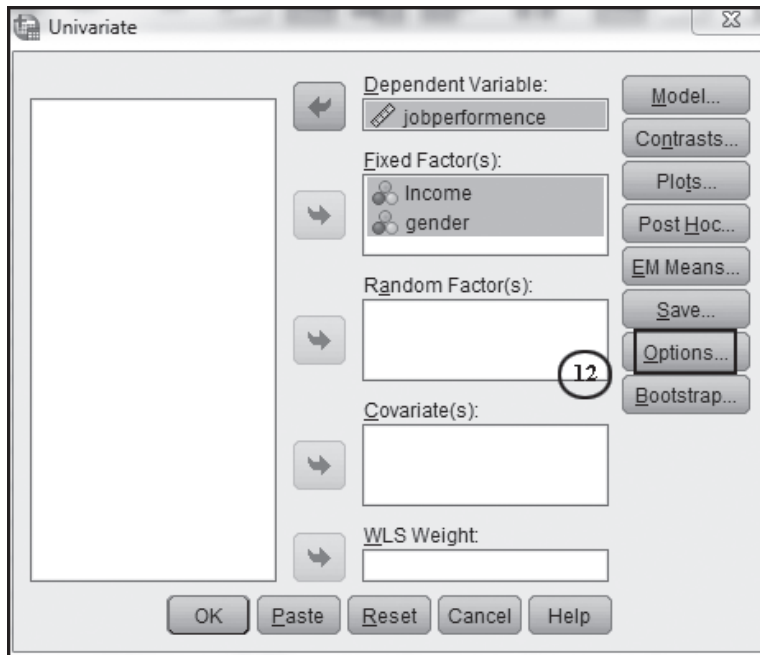 Univariate
Dependent Variable:
jobperformence
Fixed Factor(s):
Income
gender
Random Factor(s):
12
Covariate(s):
WLS Weight:
Model...
Contrasts...
Plots...
Post Hoc...
EM Means...
Save...
Options...
Bootstrap...
OK
Paste
Reset
Cancel
Help